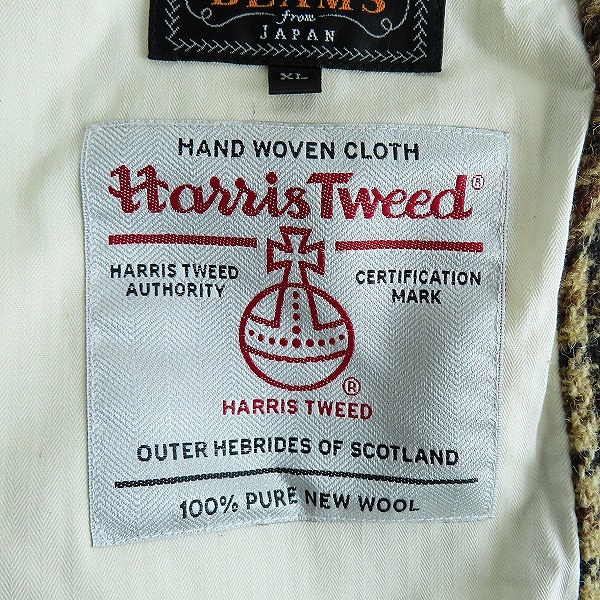 BEAMS
from
JAPAN
XL
HAND WOVEN CLOTH
Harris Tweed®
HARRIS TWEED AUTHORITY
CERTIFICATION MARK
®
HARRIS TWEED
OUTER HEBRIDES OF SCOTLAND
100% PURE NEW WOOL